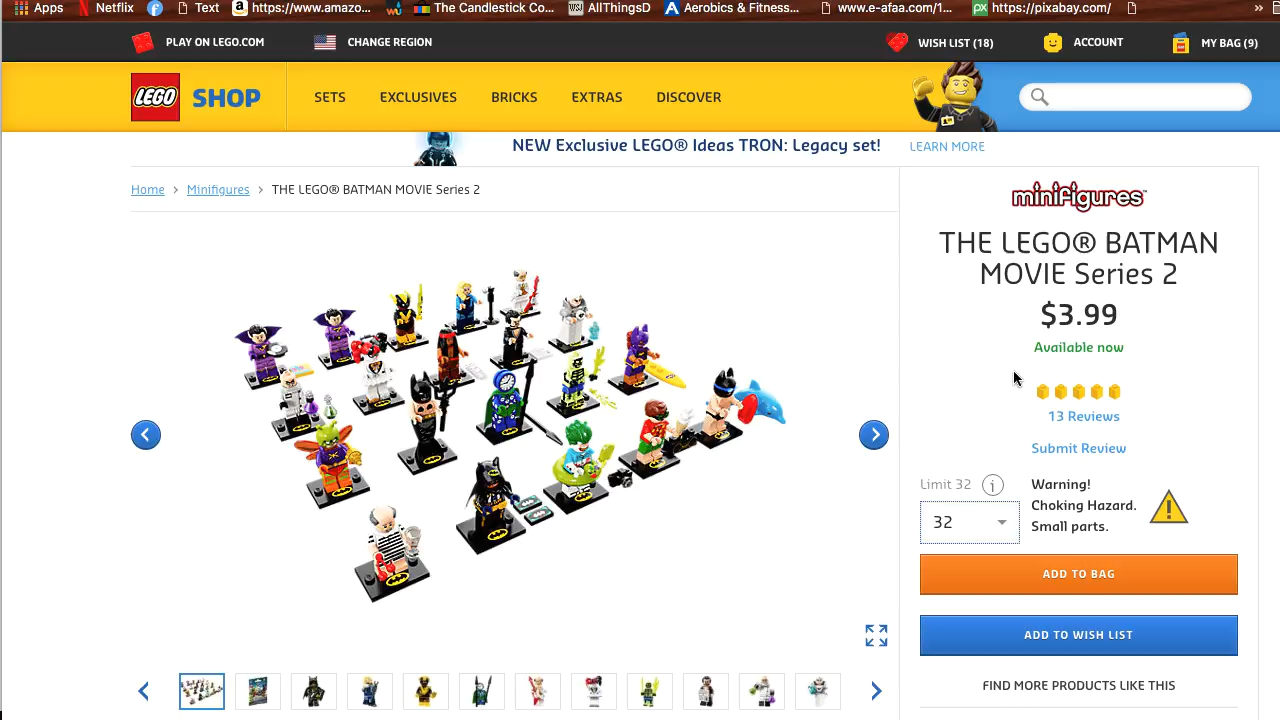 Apps Netflix Text https://www.amazo... The Candlestick Co... AllThingsD Aerobics & Fitness... www.e-afaa.com/1... https://pixabay.com/ »
PLAY ON LEGO.COM CHANGE REGION WISH LIST (18) ACCOUNT MY BAG (9)
LEGO SHOP SETS EXCLUSIVES BRICKS EXTRAS DISCOVER
NEW Exclusive LEGO® Ideas TRON: Legacy set! LEARN MORE
Home > Minifigures > THE LEGO® BATMAN MOVIE Series 2
minifigures™
THE LEGO® BATMAN
MOVIE Series 2
$3.99
Available now
13 Reviews
Submit Review
Limit 32 i
32
Warning!
Choking Hazard.
Small parts.
ADD TO BAG
ADD TO WISH LIST
FIND MORE PRODUCTS LIKE THIS